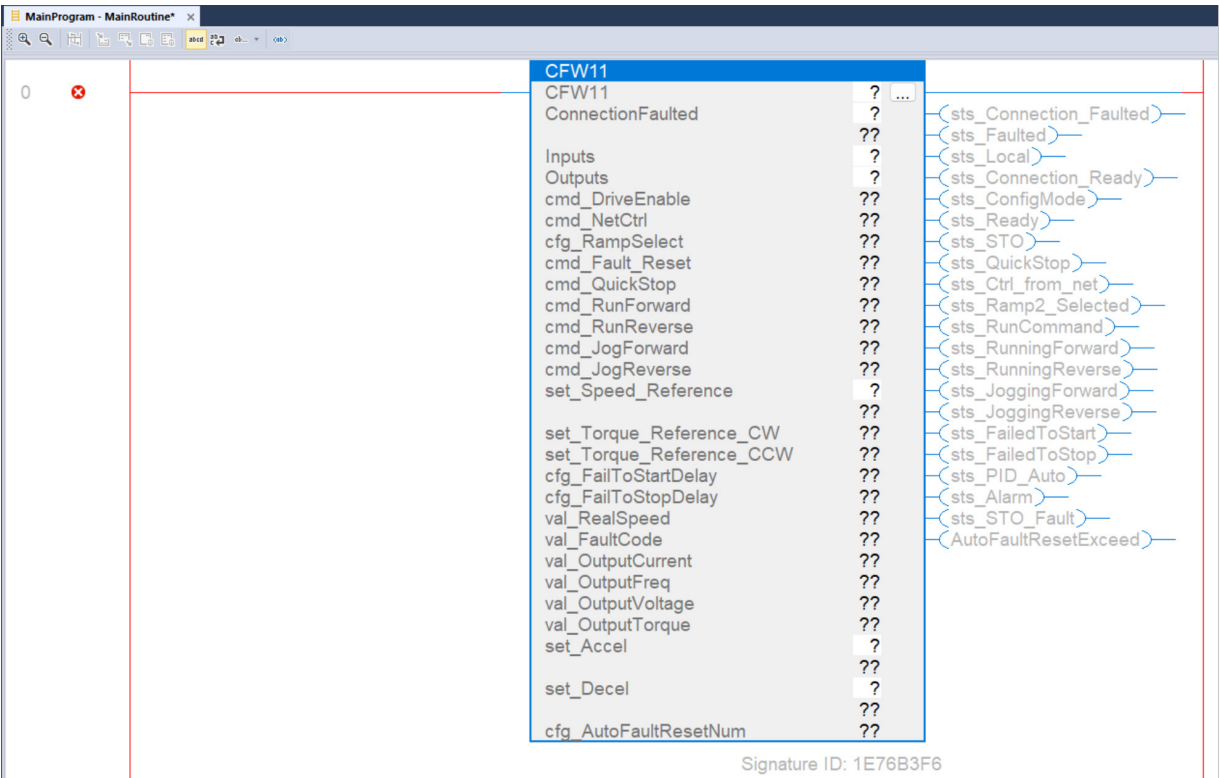 MainProgram - MainRoutine* ×
abcd
CFW11
0 CFW11 ? ...
ConnectionFaulted ? sts_Connection_Faulted
?? sts_Faulted
Inputs ? sts_Local
Outputs ? sts_Connection_Ready
cmd_DriveEnable ?? sts_ConfigMode
cmd_NetCtrl ?? sts_Ready
cfg_RampSelect ?? sts_STO
cmd_Fault_Reset ?? sts_QuickStop
cmd_QuickStop ?? sts_Ctrl_from_net
cmd_RunForward ?? sts_Ramp2_Selected
cmd_RunReverse ?? sts_RunCommand
cmd_JogForward ?? sts_RunningForward
cmd_JogReverse ?? sts_RunningReverse
set_Speed_Reference ? sts_JoggingForward
?? sts_JoggingReverse
set_Torque_Reference_CW ?? sts_FailedToStart
set_Torque_Reference_CCW ?? sts_FailedToStop
cfg_FailToStartDelay ?? sts_PID_Auto
cfg_FailToStopDelay ?? sts_Alarm
val_RealSpeed ?? sts_STO_Fault
val_FaultCode ?? AutoFaultResetExceed
val_OutputCurrent ??
val_OutputFreq ??
val_OutputVoltage ??
val_OutputTorque ??
set_Accel ?
??
set_Decel ?
??
cfg_AutoFaultResetNum ??
Signature ID: 1E76B3F6